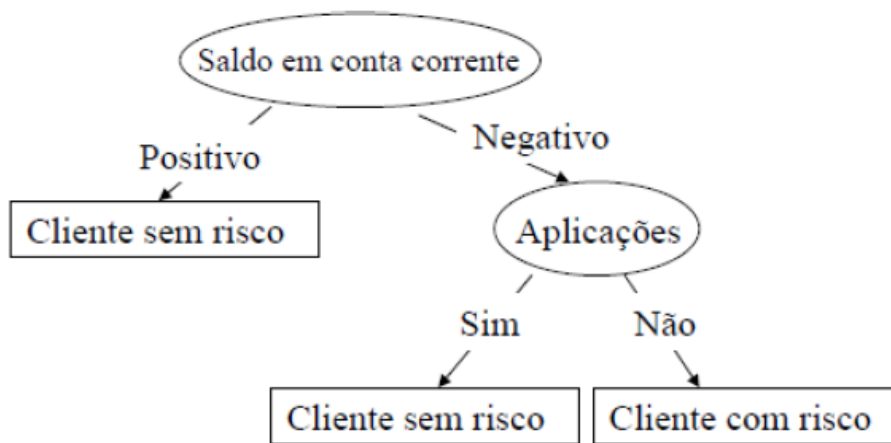 Saldo em conta corrente
Positivo
Negativo
Cliente sem risco
Aplicações
Sim
Não
Cliente sem risco
Cliente com risco